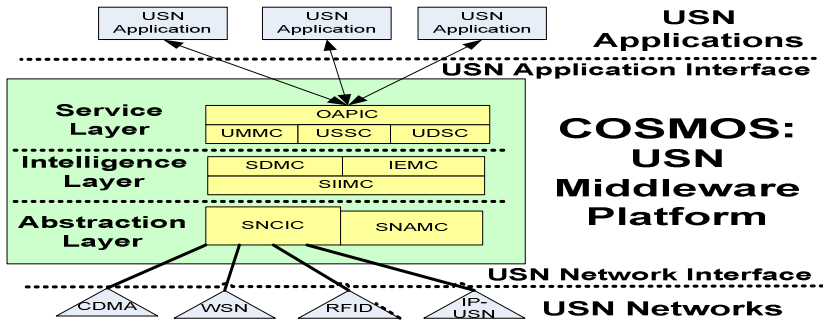 USN
Application
USN
Application
USN
Application
USN
Applications
USN Application Interface
Service
Layer
OAPIC
UMMC
USSC
UDSC
Intelligence
Layer
SDMC
IEMC
SIIMC
Abstraction
Layer
SNCIC
SNAMC
COSMOS:
USN
Middleware
Platform
USN Network Interface
CDMA
WSN
RFID
IP-
USN
USN Networks